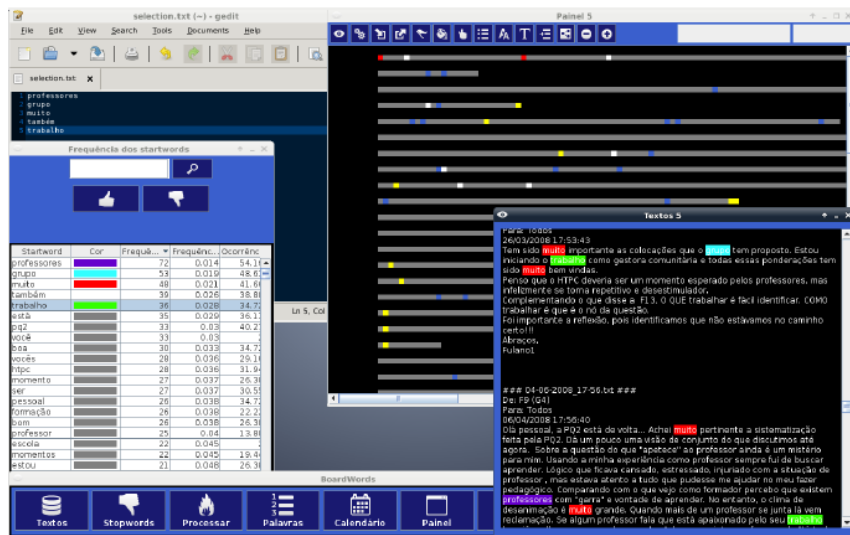 selection.txt (~) - gedit
File Edit View Search Tools Documents Help
selection.txt
1 professores
2 grupo
3 muito
4 também
5 trabalho
Ln 5, Col
Frequência dos startwords
Startword Cor Frequê... Frequênc... Ocorrênc
professores 72 0.014 54.1
grupo 53 0.019 48.6
muito 48 0.021 41.6
também 39 0.026 38.8
trabalho 36 0.028 34.7
está 35 0.029 36.1
pq2 33 0.03 40.2
você 33 0.03
boa 30 0.033 34.7
vocês 28 0.036 29.1
htpc 28 0.036 31.9
momento 27 0.037 26.3
ser 27 0.037 30.5
pessoal 26 0.038 34.7
formação 26 0.038 22.2
bom 26 0.038 26.3
professor 25 0.04 13.8
escola 22 0.045
momentos 22 0.045 19.4
estou 21 0.048 26.3
Painel 5
Textos 5
Para: Todos
26/03/2008 17:53:43
Tem sido muito importante as colocações que o grupo tem proposto. Estou
iniciando o trabalho como gestora comunitária e todas essas ponderações tem
sido muito bem vindas.
Penso que o HTPC deveria ser um momento esperado pelos professores, mas
infelizmente se torna repetitivo e desestimulador.
Complementando o que disse a F13, O QUE trabalhar é fácil identificar. COMO
trabalhar é que é o nó da questão.
Foi importante a reflexão, pois identificamos que não estávamos no caminho
certo!!!
Abraços,
Fulano1
### 04-06-2008_17-56.txt ###
De: F9 (G4)
Para: Todos
06/04/2008 17:56:40
Olá pessoal, a PQ2 está de volta... Achei muito pertinente a sistematização
feita pela PQ2. Dá um pouco uma visão de conjunto do que discutimos até
agora. Sobre a questão do que "apetece" ao professor ainda é um mistério
para mim. Usando a minha experiência como professor sempre fui de buscar
aprender. Lógico que ficava cansado, estressado, injuriado com a situação de
professor , mas estava atento a tudo que pudesse me ajudar no meu fazer
pedagógico. Comparando com o que vejo como formador percebo que existem
professores com "garra" e vontade de aprender. No entanto, o clima de
desanimação é muito grande. Quando mais de um professor se junta lá vem
reclamação. Se algum professor fala que está apaixonado pelo seu trabalho
BoardWords
Textos Stopwords Processar Palavras Calendário Painel